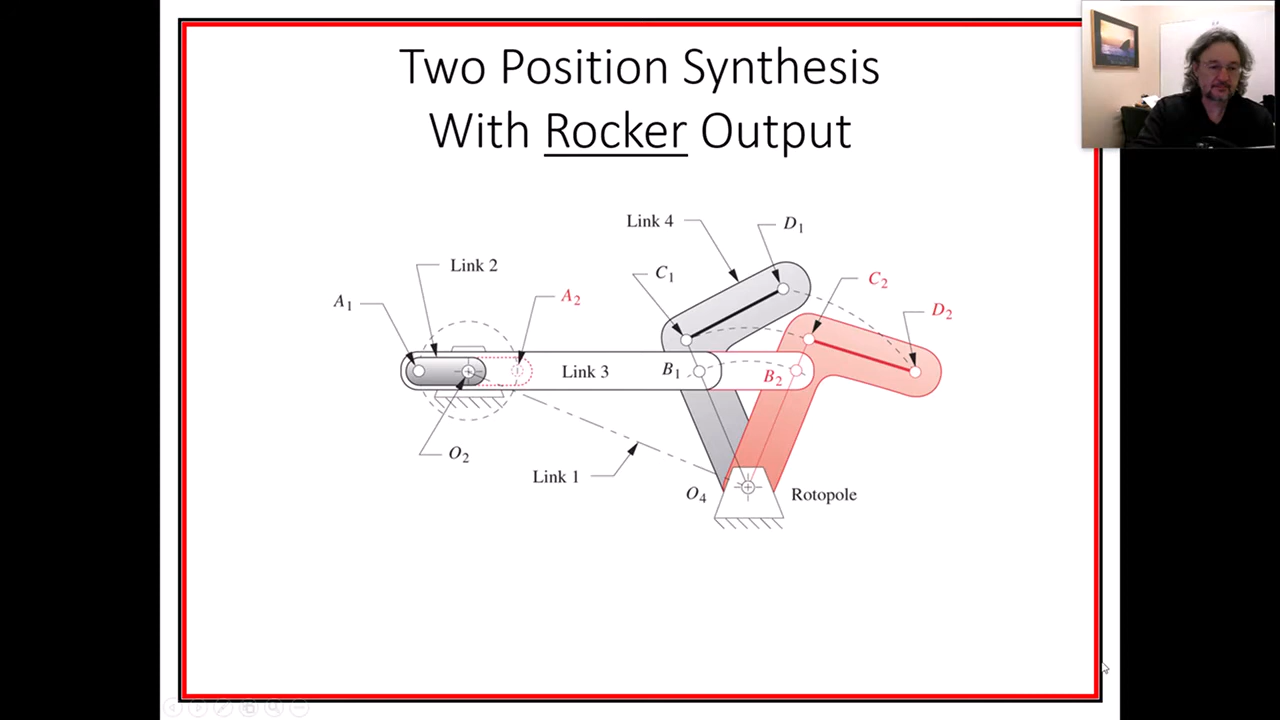 Two Position Synthesis
With Rocker Output
Link 4
D1
C1
Link 2
C2
A1
A2
D2
Link 3
B1
B2
O2
Link 1
O4
Rotopole